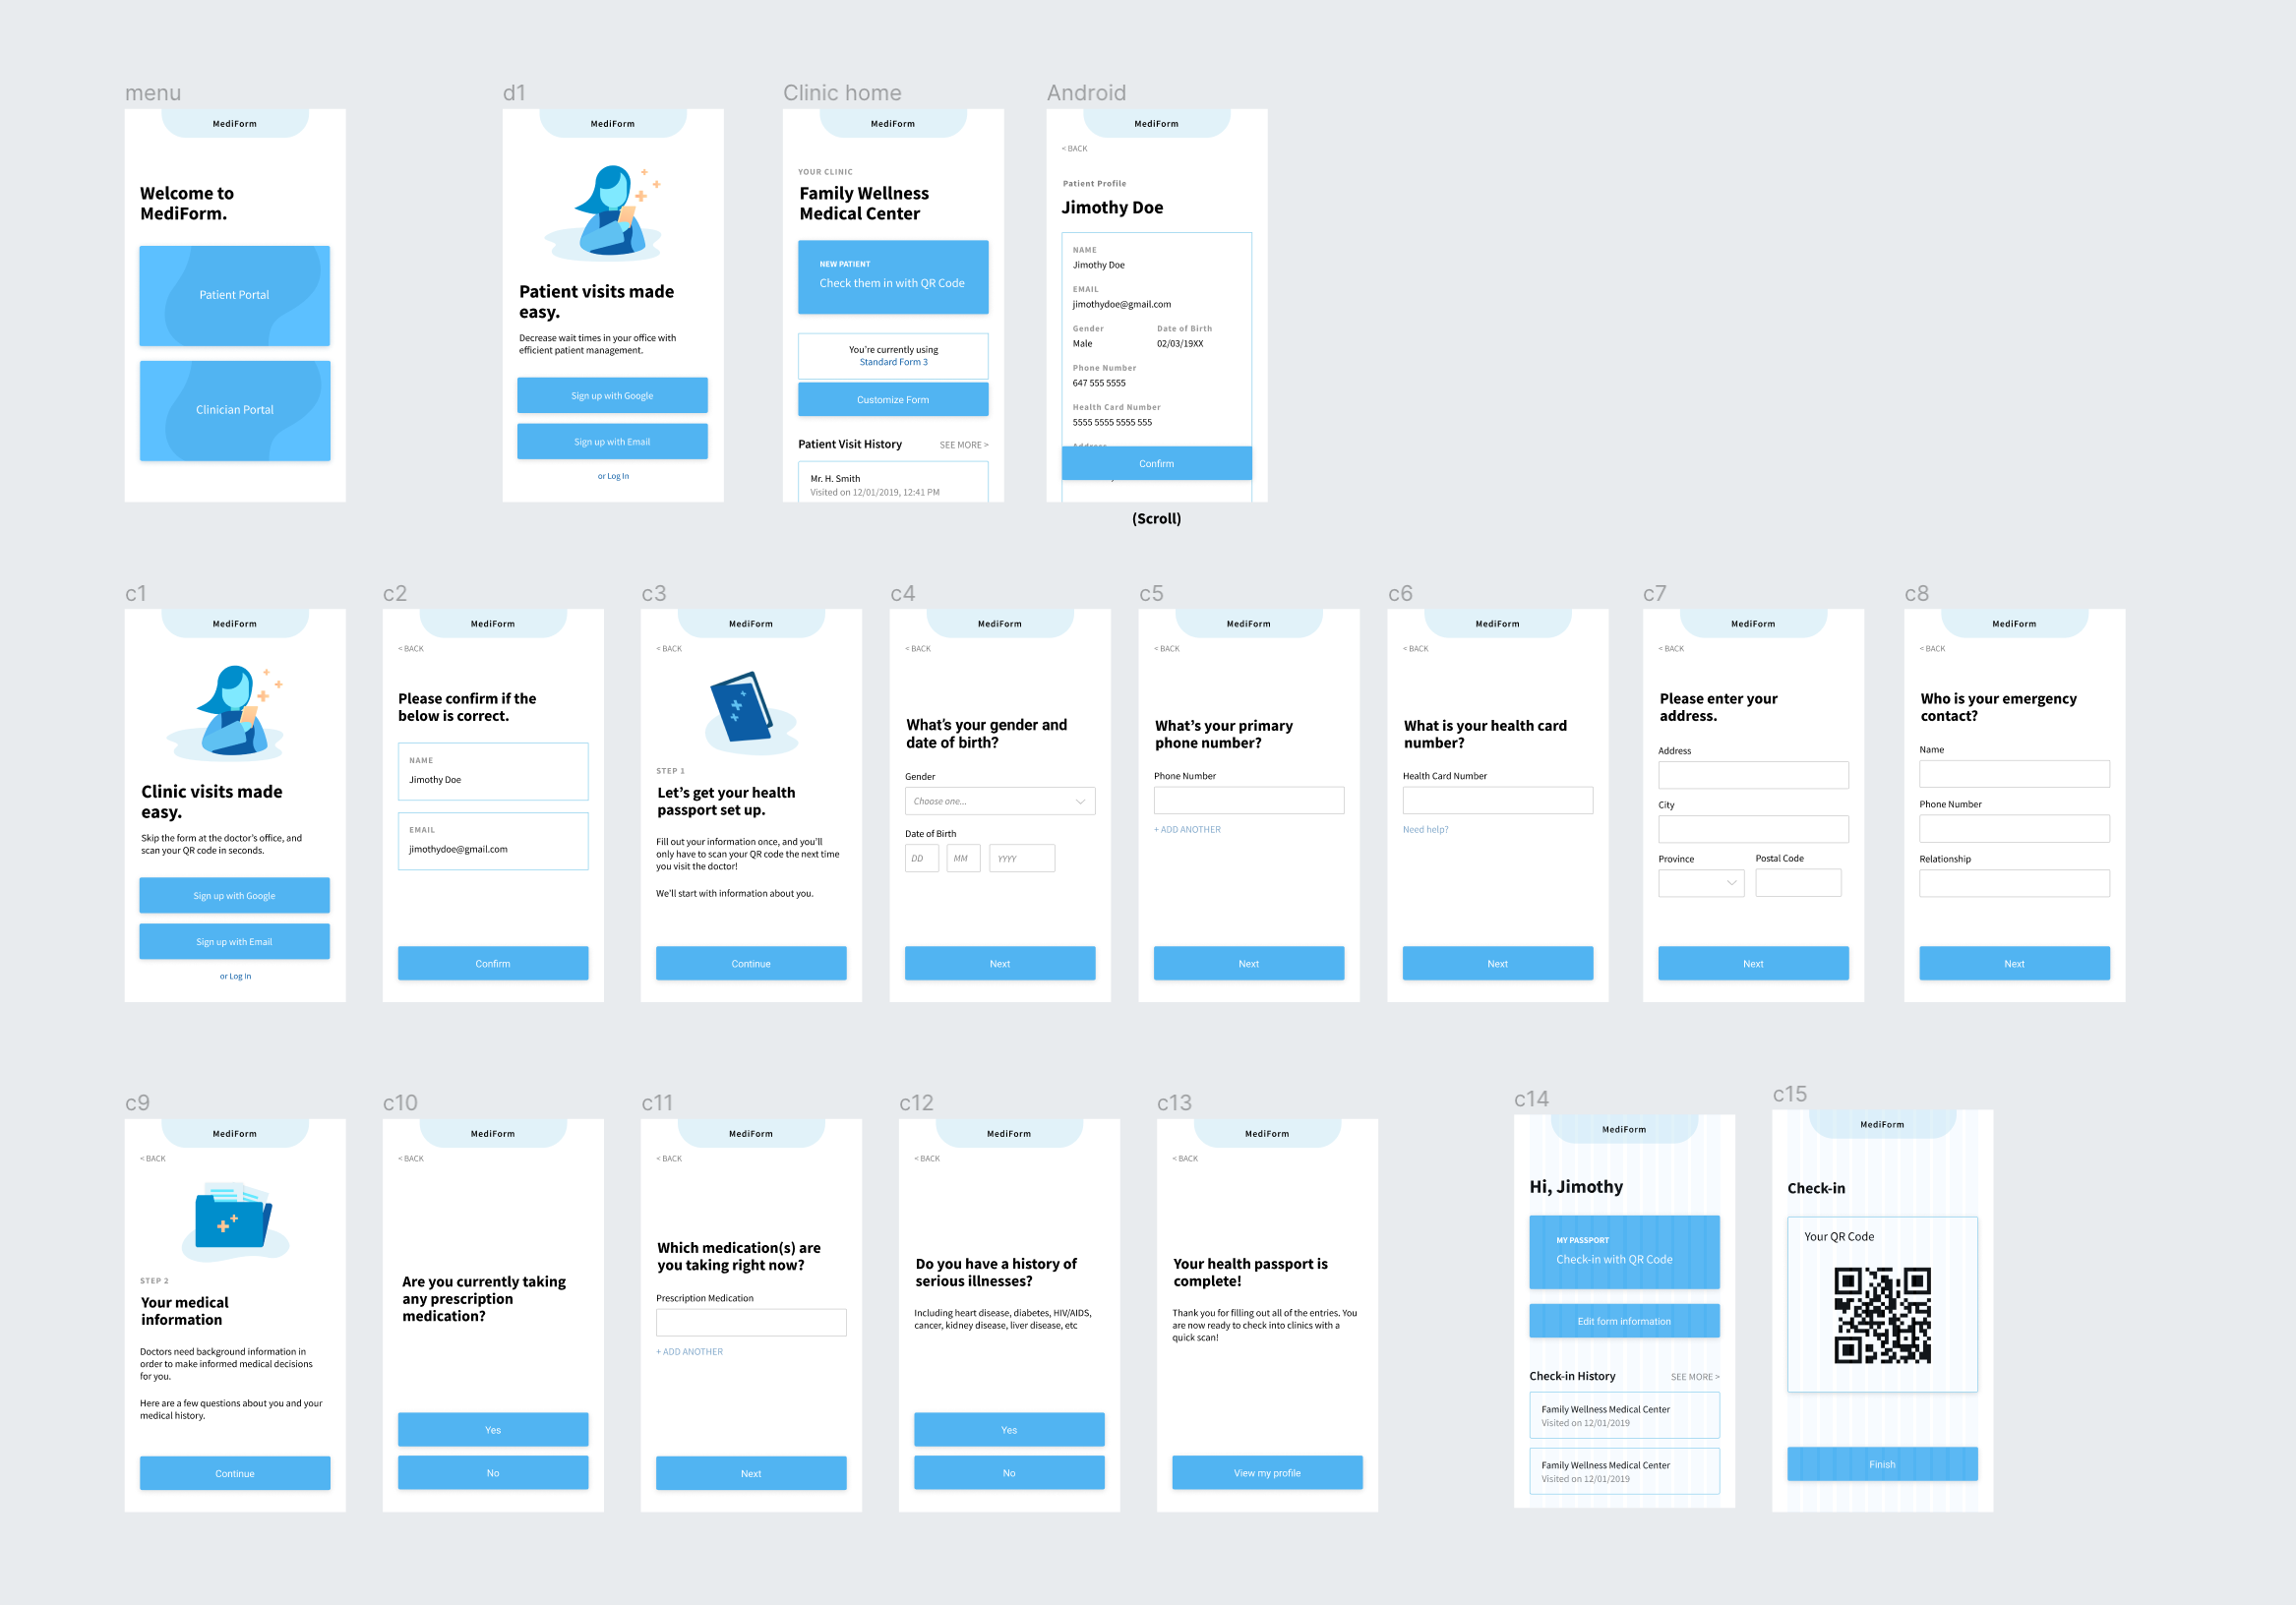 menu
MediForm
Welcome to
MediForm.
Patient Portal
Clinician Portal
d1
MediForm
Patient visits made
easy.
Decrease wait times in your office with
efficient patient management.
Sign up with Google
Sign up with Email
or Log In
Clinic home
MediForm
YOUR CLINIC
Family Wellness
Medical Center
NEW PATIENT
Check them in with QR Code
You're currently using
Standard Form 3
Customize Form
Patient Visit History SEE MORE >
Mr. H. Smith
Visited on 12/01/2019, 12:41 PM
Android
MediForm
< BACK
Patient Profile
Jimothy Doe
NAME
Jimothy Doe
EMAIL
jimothydoe@gmail.com
Gender Date of Birth
Male 02/03/19XX
Phone Number
647 555 5555
Health Card Number
5555 5555 5555 555
Address
Confirm
(Scroll)
c1
MediForm
Clinic visits made
easy.
Skip the form at the doctor's office, and
scan your QR code in seconds.
Sign up with Google
Sign up with Email
or Log In
c2
MediForm
< BACK
Please confirm if the
below is correct.
NAME
Jimothy Doe
EMAIL
jimothydoe@gmail.com
Confirm
c3
MediForm
< BACK
STEP 1
Let's get your health
passport set up.
Fill out your information once, and you'll
only have to scan your QR code the next time
you visit the doctor!
We'll start with information about you.
Continue
c4
MediForm
< BACK
What's your gender and
date of birth?
Gender
Choose one...
Date of Birth
DD MM YYYY
Next
c5
MediForm
< BACK
What's your primary
phone number?
Phone Number
+ ADD ANOTHER
Next
c6
MediForm
< BACK
What is your health card
number?
Health Card Number
Need help?
Next
c7
MediForm
< BACK
Please enter your
address.
Address
City
Province Postal Code
Next
c8
MediForm
< BACK
Who is your emergency
contact?
Name
Phone Number
Relationship
Next
c9
MediForm
< BACK
STEP 2
Your medical
information
Doctors need background information in
order to make informed medical decisions
for you.
Here are a few questions about you and your
medical history.
Continue
c10
MediForm
< BACK
Are you currently taking
any prescription
medication?
Yes
No
c11
MediForm
< BACK
Which medication(s) are
you taking right now?
Prescription Medication
+ ADD ANOTHER
Next
c12
MediForm
< BACK
Do you have a history of
serious illnesses?
Including heart disease, diabetes, HIV/AIDS,
cancer, kidney disease, liver disease, etc
Yes
No
c13
MediForm
< BACK
Your health passport is
complete!
Thank you for filling out all of the entries. You
are now ready to check into clinics with a
quick scan!
View my profile
c14
MediForm
Hi, Jimothy
MY PASSPORT
Check-in with QR Code
Edit form information
Check-in History SEE MORE >
Family Wellness Medical Center
Visited on 12/01/2019
Family Wellness Medical Center
Visited on 12/01/2019
c15
MediForm
Check-in
Your QR Code
Finish